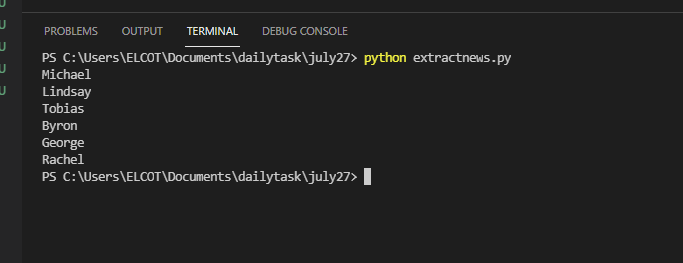 U
PROBLEMS OUTPUT TERMINAL DEBUG CONSOLE
U
U
PS C:\Users\ELCOT\Documents\dailytask\july27> python extractnews.py
U
Michael
U
Lindsay
Tobias
Byron
George
Rachel
PS C:\Users\ELCOT\Documents\dailytask\july27>